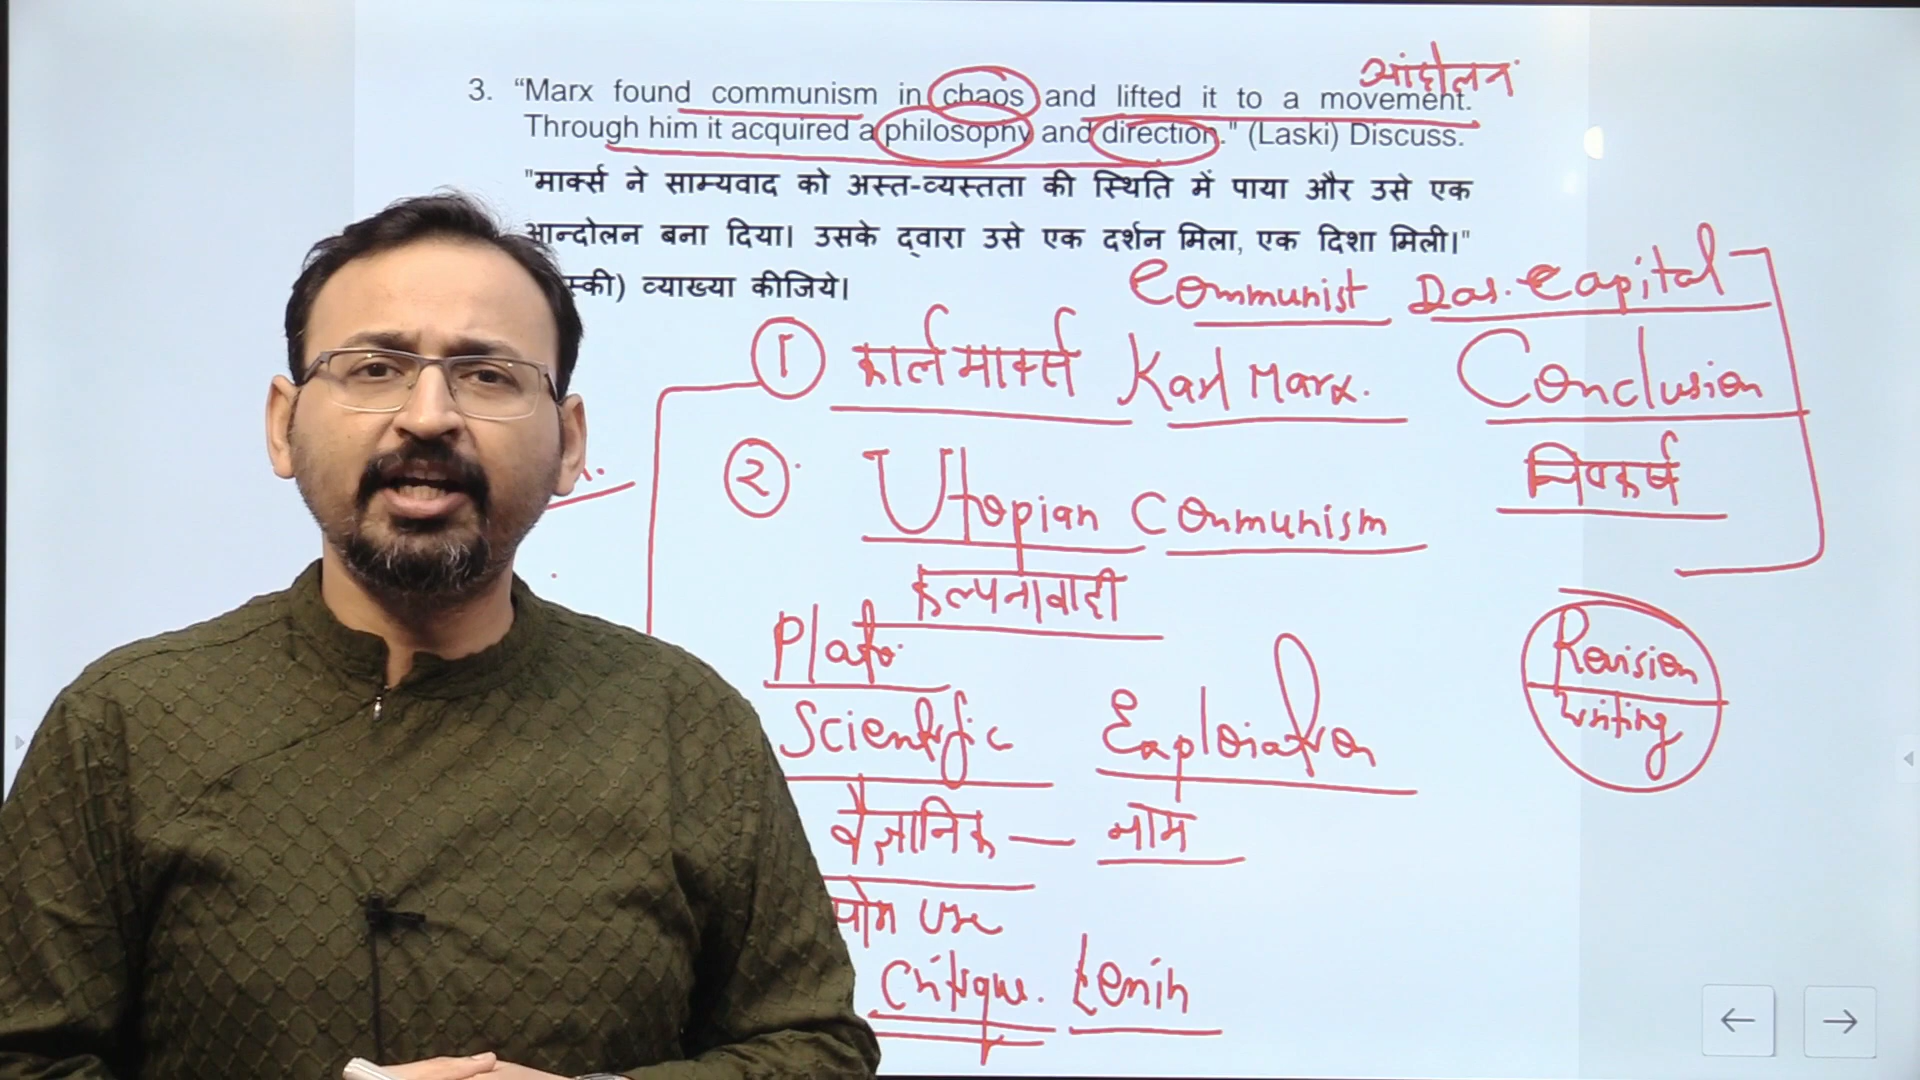 आंदोलन
3. “Marx found communism in chaos and lifted it to a movement.
Through him it acquired a philosophy and direction." (Laski) Discuss.
"मार्क्स ने साम्यवाद को अस्त-व्यस्तता की स्थिति में पाया और उसे एक
आन्दोलन बना दिया। उसके द्वारा उसे एक दर्शन मिला, एक दिशा मिली।"
स्की) व्याख्या कीजिये।
Communist Das. Capital
① कार्ल मार्क्स Karl Marx. Conclusion
② Utopian Communism निष्कर्ष
कल्पनावादी
Plato
Revision
Writing
Scientific
वैज्ञानिक — नाम
Critique. Lenin